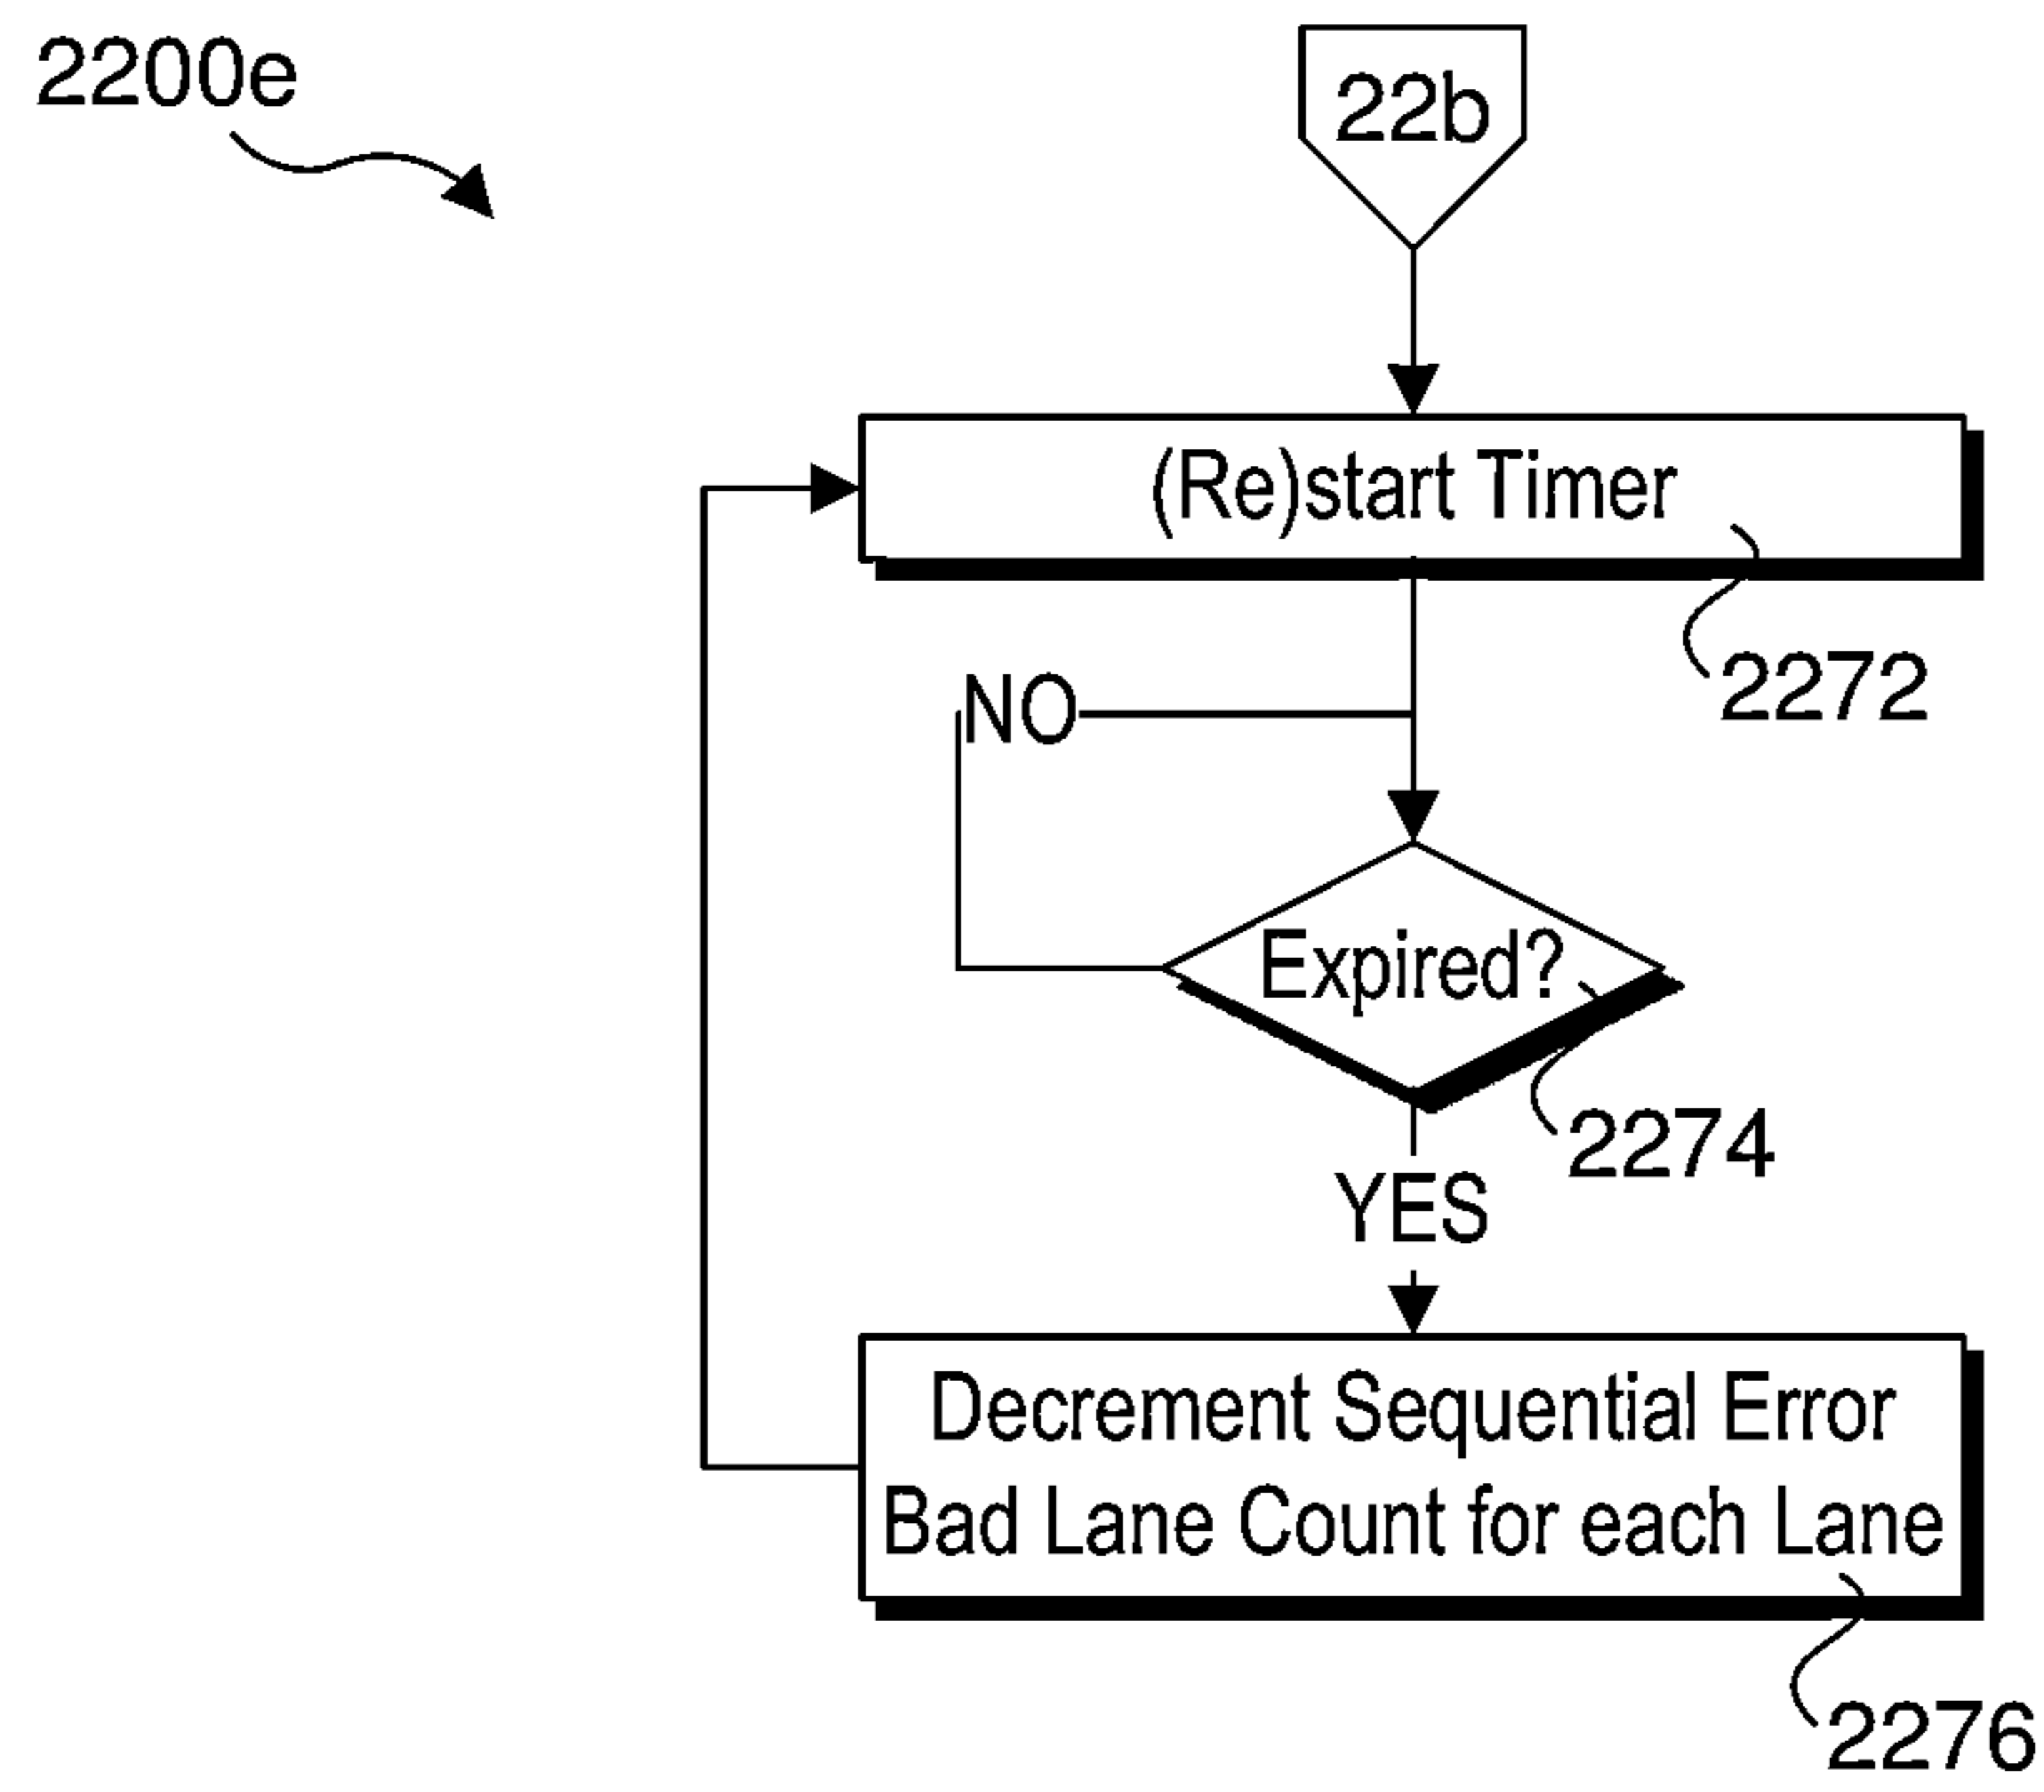 2200e
22b
(Re)start Timer
2272
NO
Expired?
2274
YES
Decrement Sequential Error
Bad Lane Count for each Lane
2276